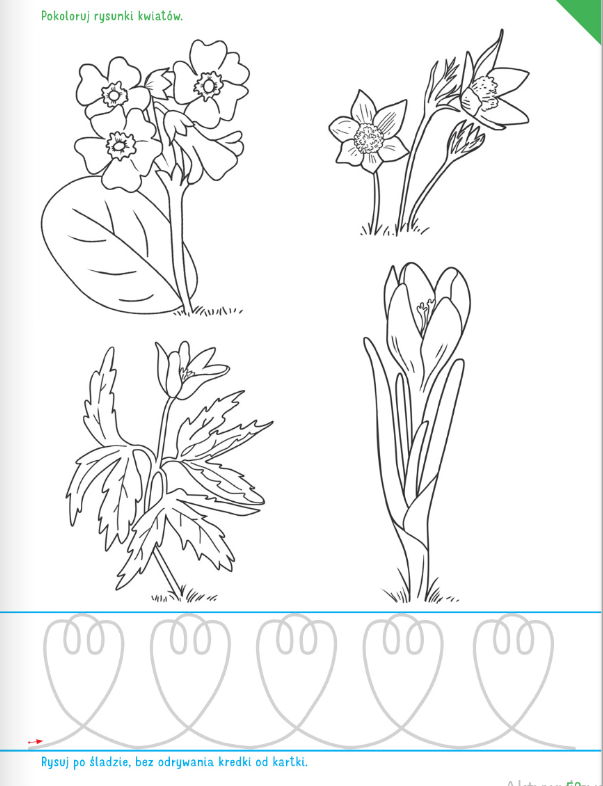 Pokoloruj rysunki kwiatów.
Rysuj po śladzie, bez odrywania kredki od kartki.